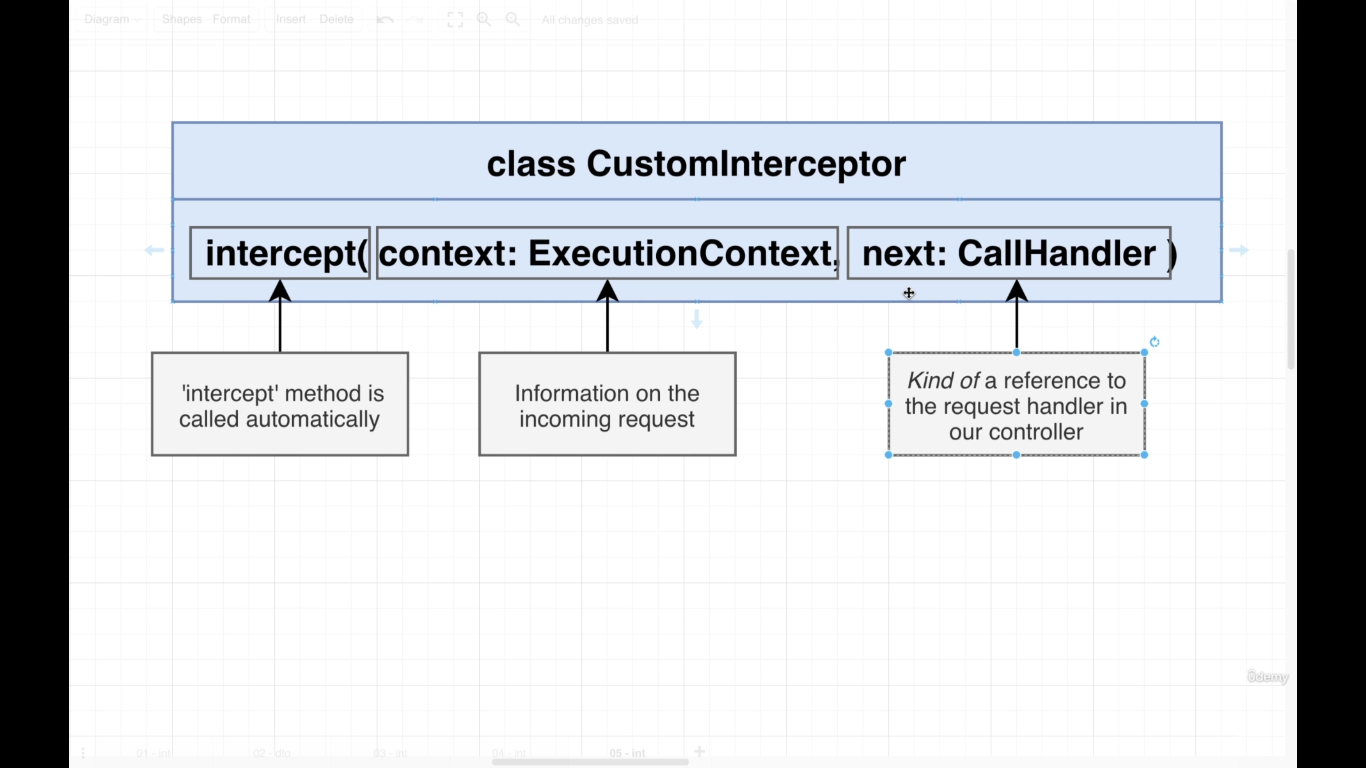 Diagram Shapes Format Insert Delete All changes saved
class CustomInterceptor
intercept( context: ExecutionContext, next: CallHandler )
'intercept' method is
called automatically
Information on the
incoming request
Kind of a reference to
the request handler in
our controller
ûdemy
01 - int 02 - dto 03 - int 04 - int 05 - int